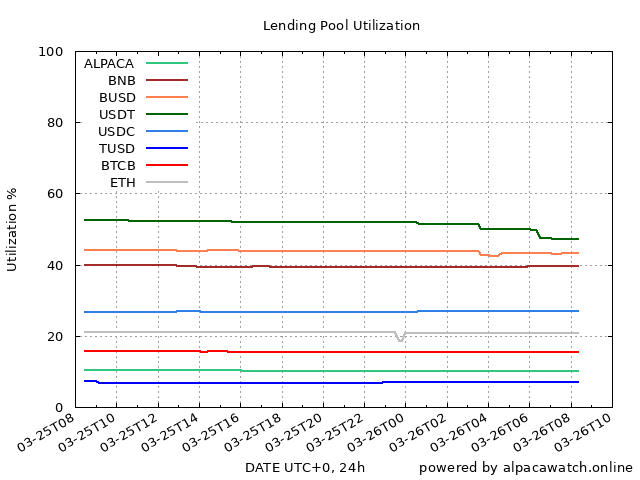 Lending Pool Utilization
100
80
60
40
20
0
Utilization %
ALPACA
BNB
BUSD
USDT
USDC
TUSD
BTCB
ETH
03-25T08
03-25T10
03-25T12
03-25T14
03-25T16
03-25T18
03-25T20
03-25T22
03-26T00
03-26T02
03-26T04
03-26T06
03-26T08
03-26T10
DATE UTC+0, 24h
powered by alpacawatch.online